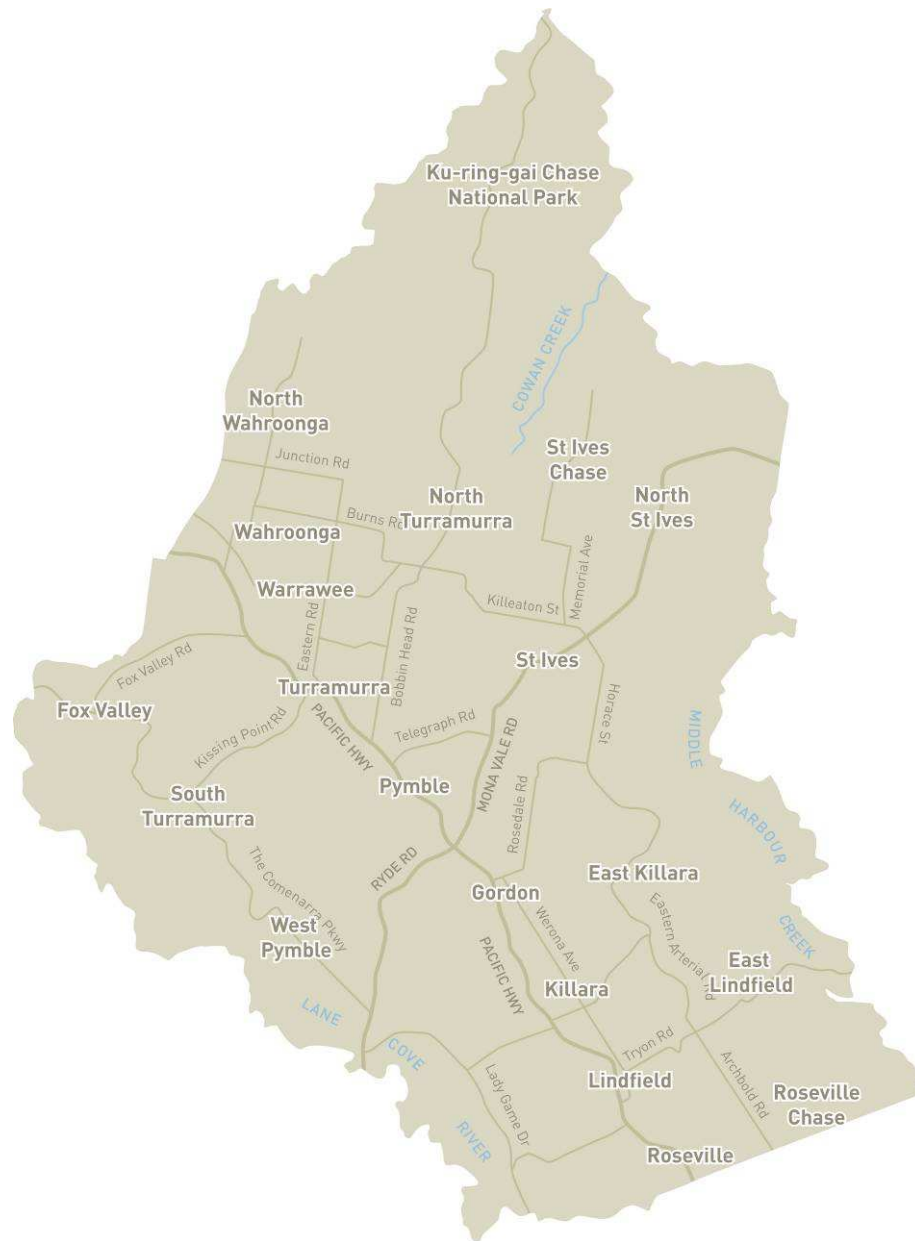 Ku-ring-gai Chase
National Park
COWAN CREEK
North
Wahroonga
Junction Rd
St Ives
Chase
North
Turramurra
North
St Ives
Burns Rd
Wahroonga
Memorial Ave
Warrawee
Killeaton St
Eastern Rd
Bobbin Head Rd
Fox Valley Rd
St Ives
Turramurra
Fox Valley
Horace St
Kissing Point Rd
PACIFIC HWY
Telegraph Rd
MONA VALE RD
MIDDLE
HARBOUR
CREEK
Pymble
South
Turramurra
Rosedale Rd
RYDE RD
East Killara
Gordon
The Comenarra Pkwy
West
Pymble
Werona Ave
Eastern Arterial Rd
East
Lindfield
PACIFIC HWY
Killara
LANE
COVE
RIVER
Tryon Rd
Lindfield
Lady Game Dr
Archbold Rd
Roseville
Chase
Roseville